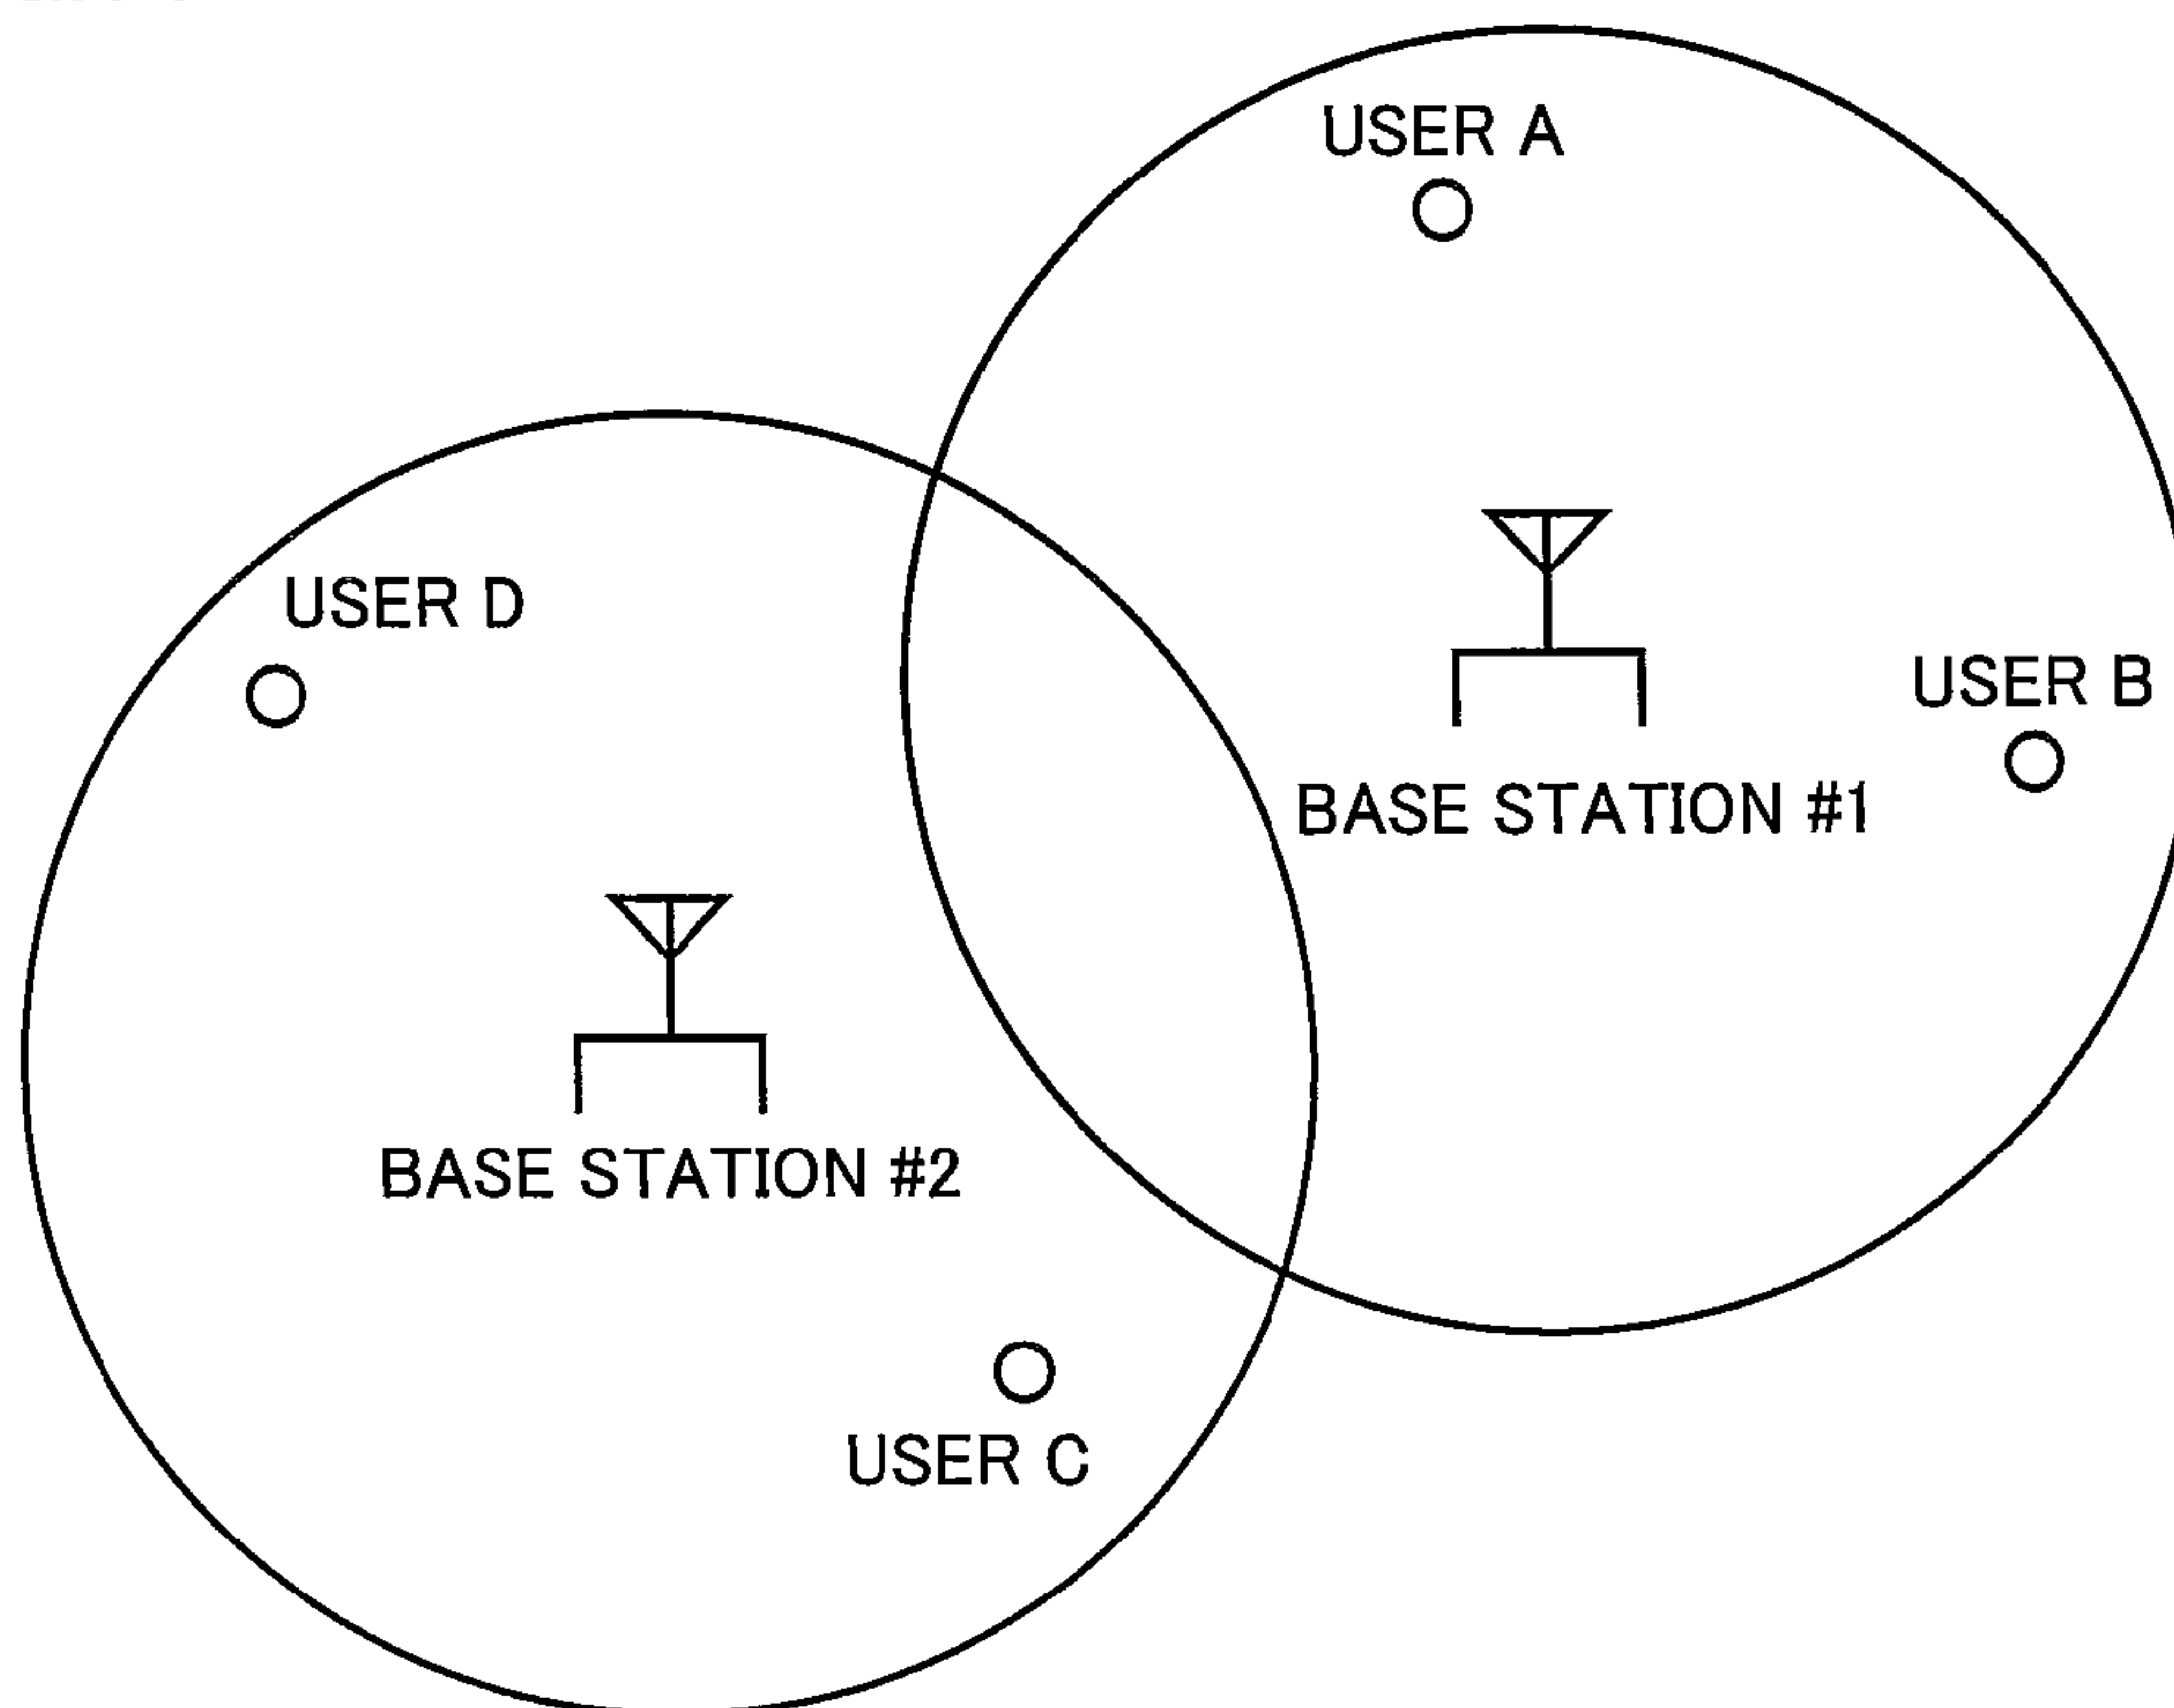 USER A
USER D
USER B
BASE STATION #1
BASE STATION #2
USER C